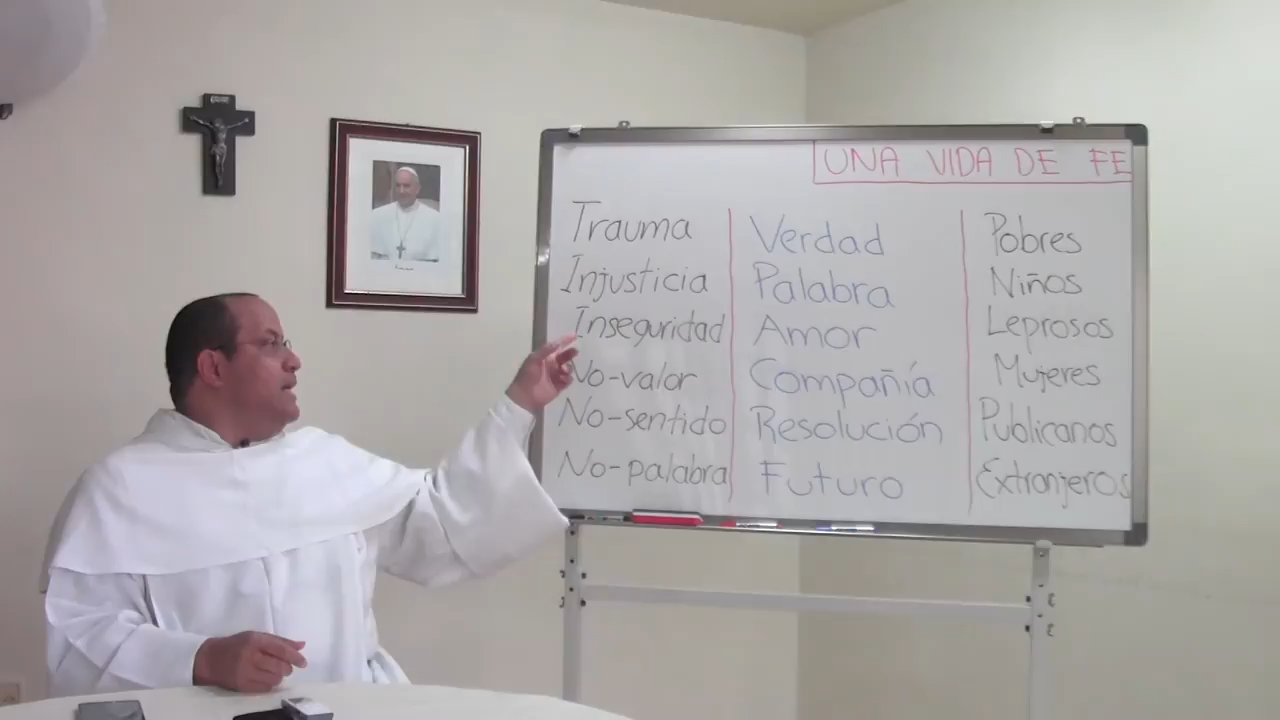 UNA VIDA DE FE
Trauma
Injusticia
Inseguridad
No-valor
No-sentido
No-palabra
Verdad
Palabra
Amor
Compañía
Resolución
Futuro
Pobres
Niños
Leprosos
Mujeres
Publicanos
Extranjeros